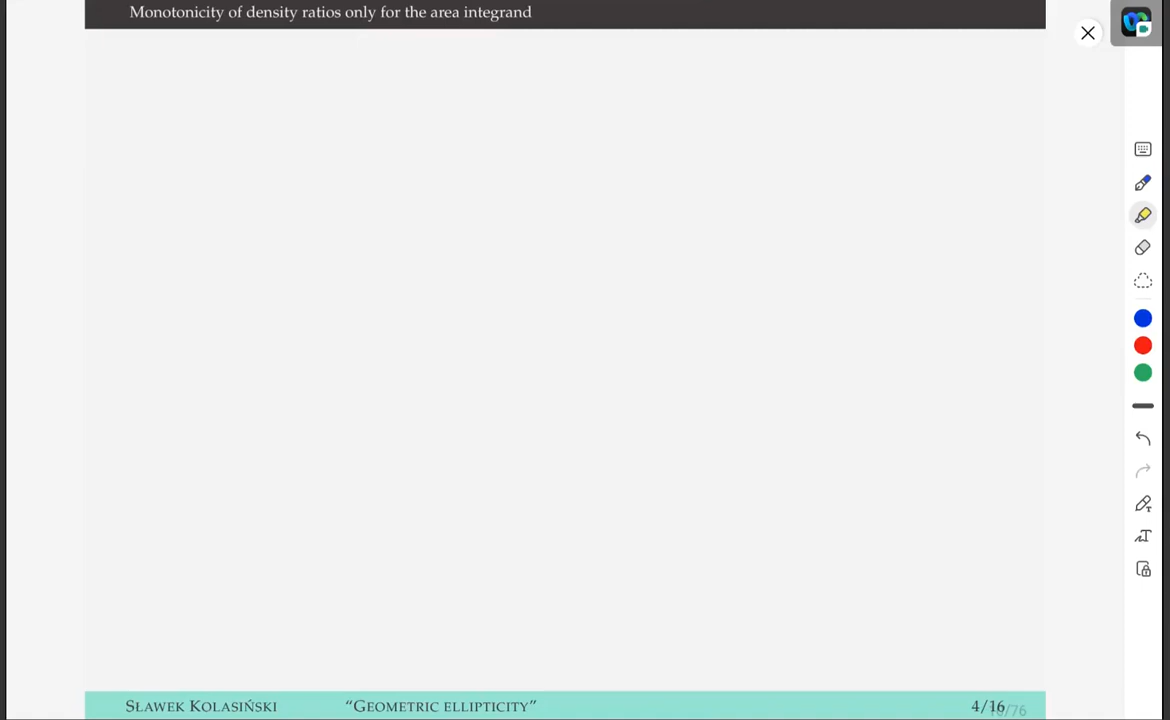 Monotonicity of density ratios only for the area integrand
SŁAWEK KOLASIŃSKI "GEOMETRIC ELLIPTICITY" 4/16